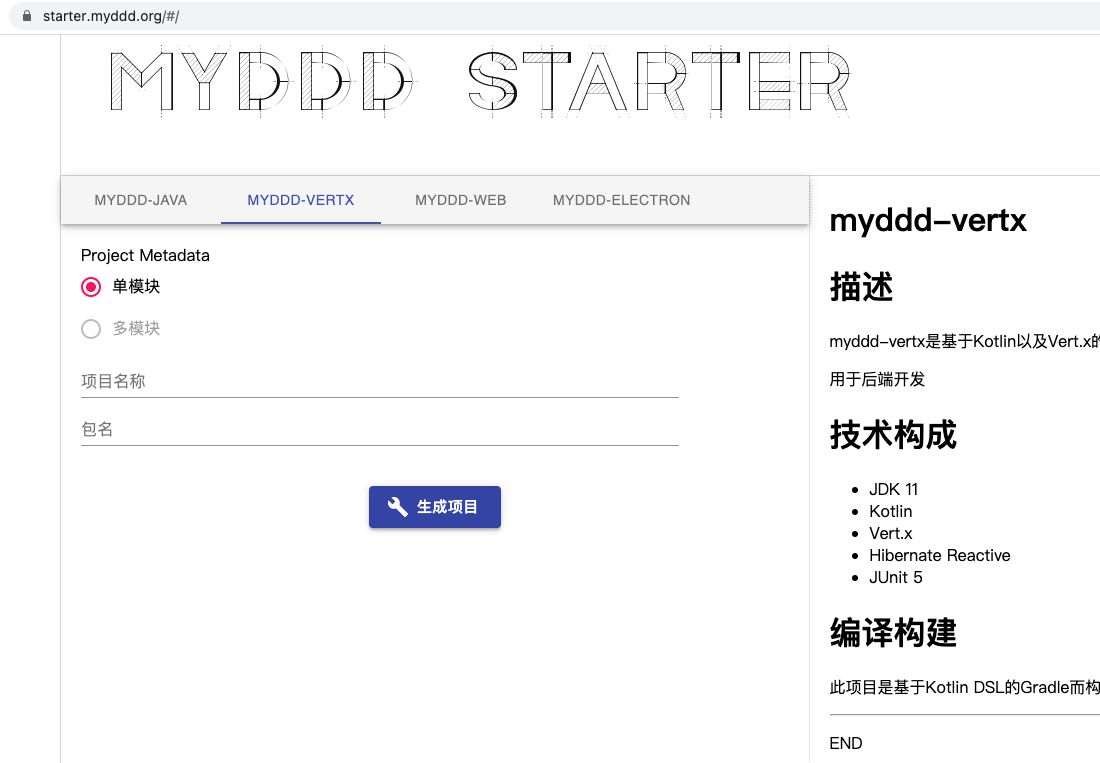 starter.myddd.org/#/
MYDDD STARTER
MYDDD-JAVA MYDDD-VERTX MYDDD-WEB MYDDD-ELECTRON
Project Metadata
单模块
多模块
项目名称
包名
生成项目
myddd-vertx
描述
myddd-vertx是基于Kotlin以及Vert.x的
用于后端开发
技术构成
JDK 11
Kotlin
Vert.x
Hibernate Reactive
JUnit 5
编译构建
此项目是基于Kotlin DSL的Gradle而构
END